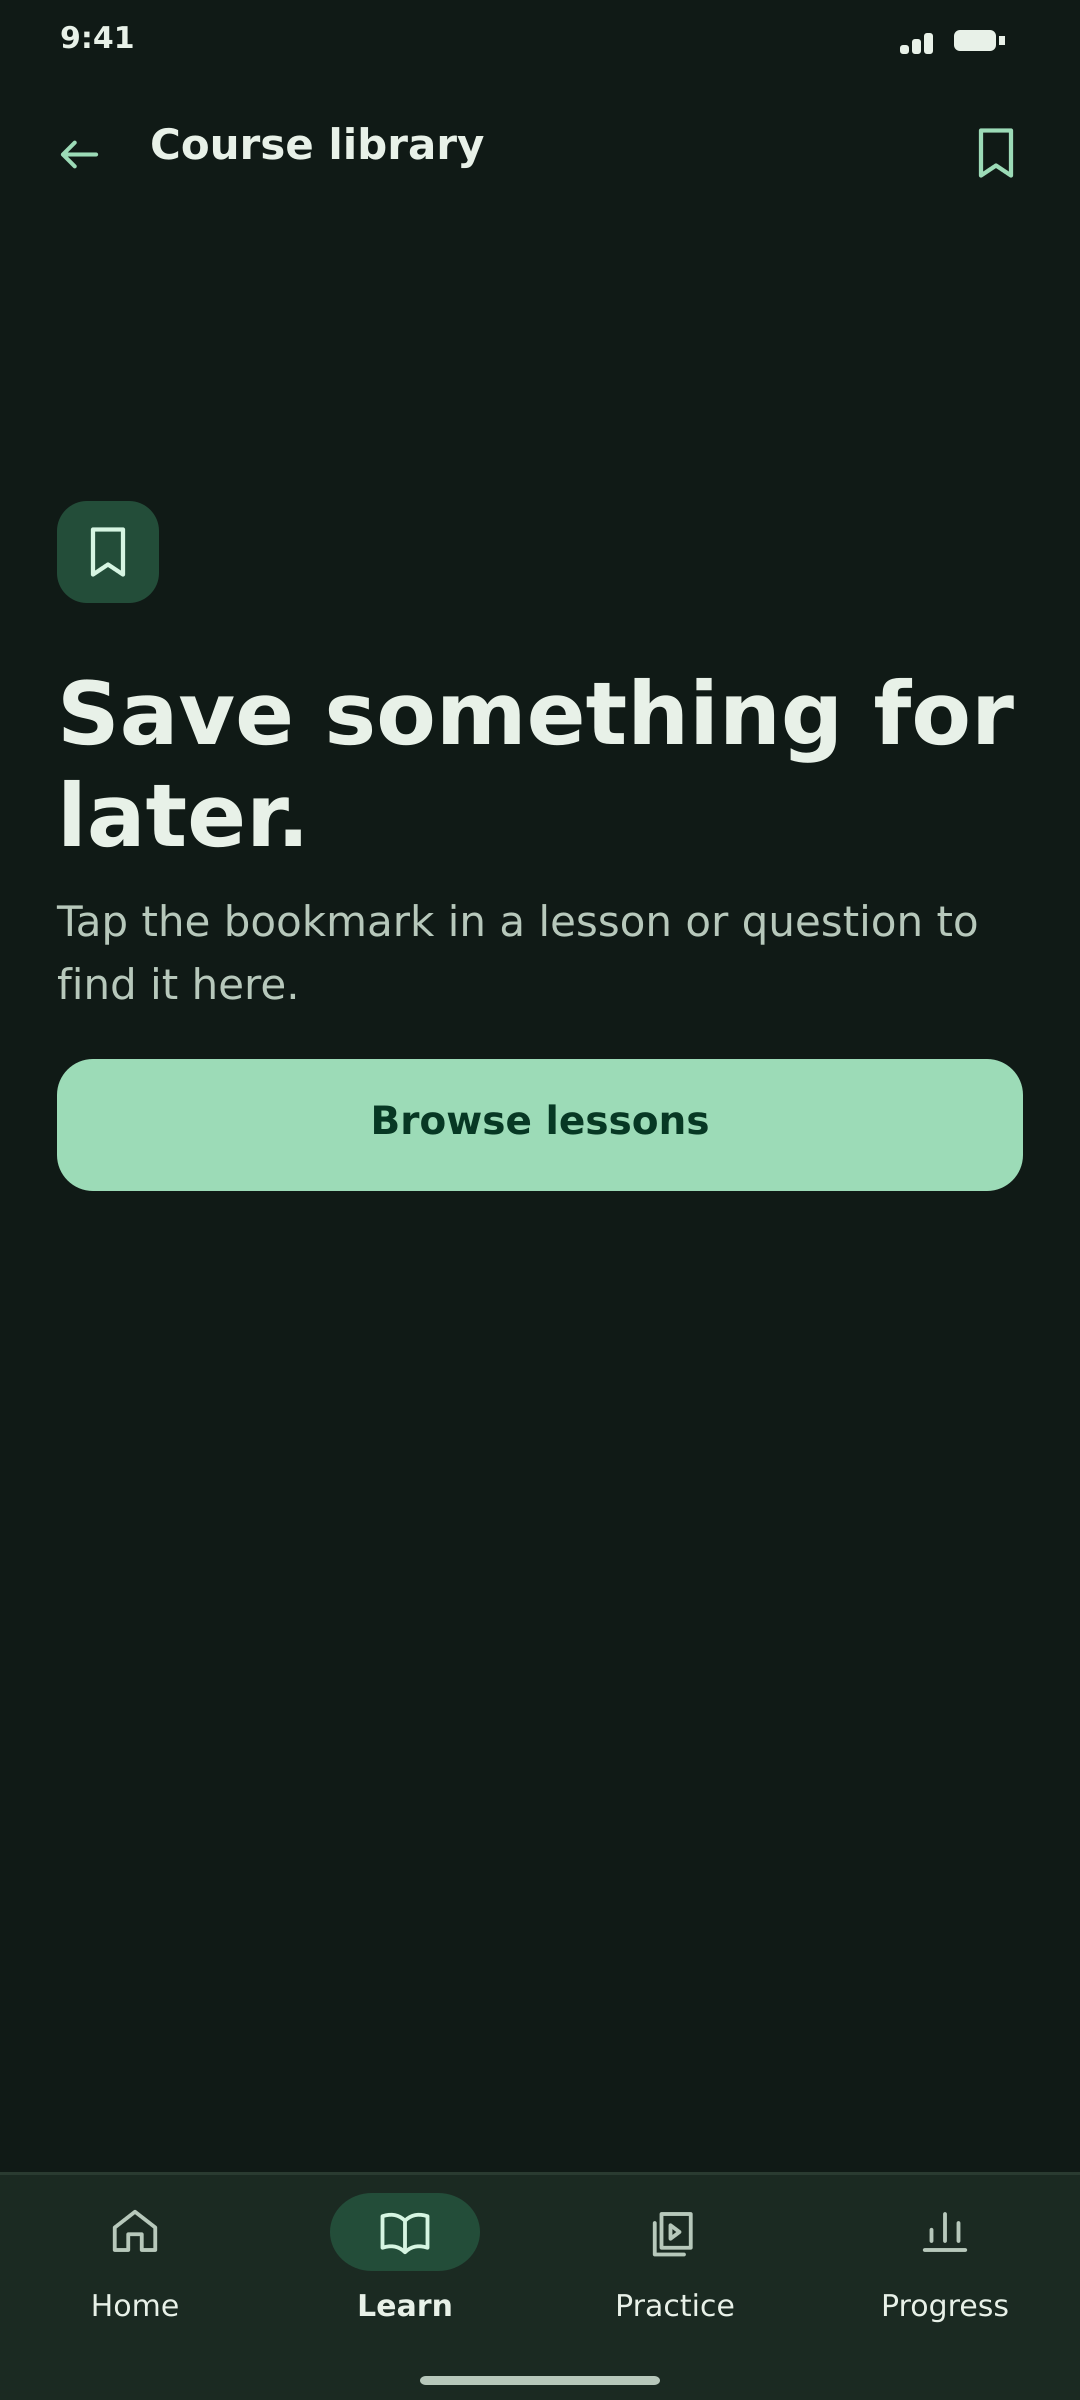 9:41
Course library
Save something for
later.
Tap the bookmark in a lesson or question to
find it here.
Browse lessons
Home
Learn
Practice
Progress